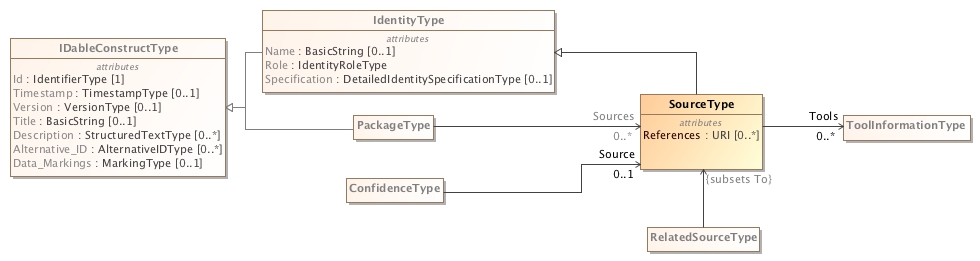 IdentityType
attributes
Name : BasicString [0..1]
Role : IdentityRoleType
Specification : DetailedIdentitySpecificationType [0..1]
IDableConstructType
attributes
Id : IdentifierType [1]
Timestamp : TimestampType [0..1]
Version : VersionType [0..1]
Title : BasicString [0..1]
Description : StructuredTextType [0..*]
Alternative_ID : AlternativeIDType [0..*]
Data_Markings : MarkingType [0..1]
PackageType
Sources
0..*
SourceType
attributes
References : URI [0..*]
Tools
0..*
ToolInformationType
Source
0..1
ConfidenceType
{subsets To}
RelatedSourceType